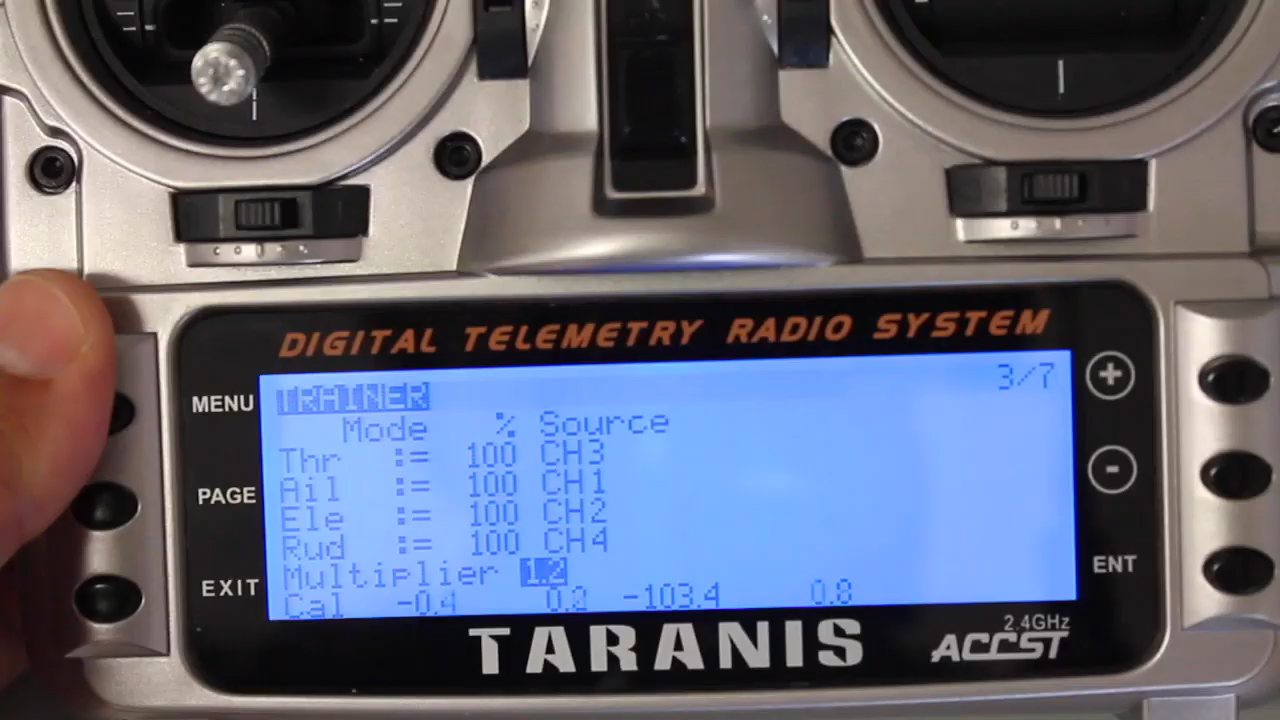 DIGITAL TELEMETRY RADIO SYSTEM
MENU
PAGE
EXIT
TRAINER 3/7
Mode % Source
Thr := 100 CH3
Ail := 100 CH1
Ele := 100 CH2
Rud := 100 CH4
Multiplier 1.2
Cal -0.4 0.2 -103.4 0.8
+
-
ENT
TARANIS
2.4GHz
ACCST